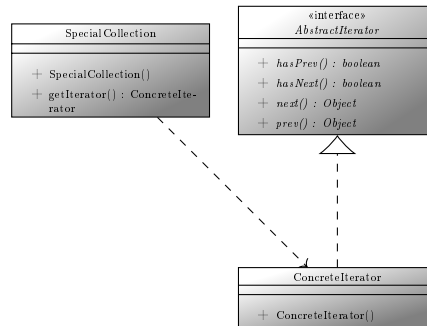 SpecialCollection
+ SpecialCollection()
+ getIterator() : ConcreteIte-
rator
«interface»
AbstractIterator
+ hasPrev() : boolean
+ hasNext() : boolean
+ next() : Object
+ prev() : Object
ConcreteIterator
+ ConcreteIterator()